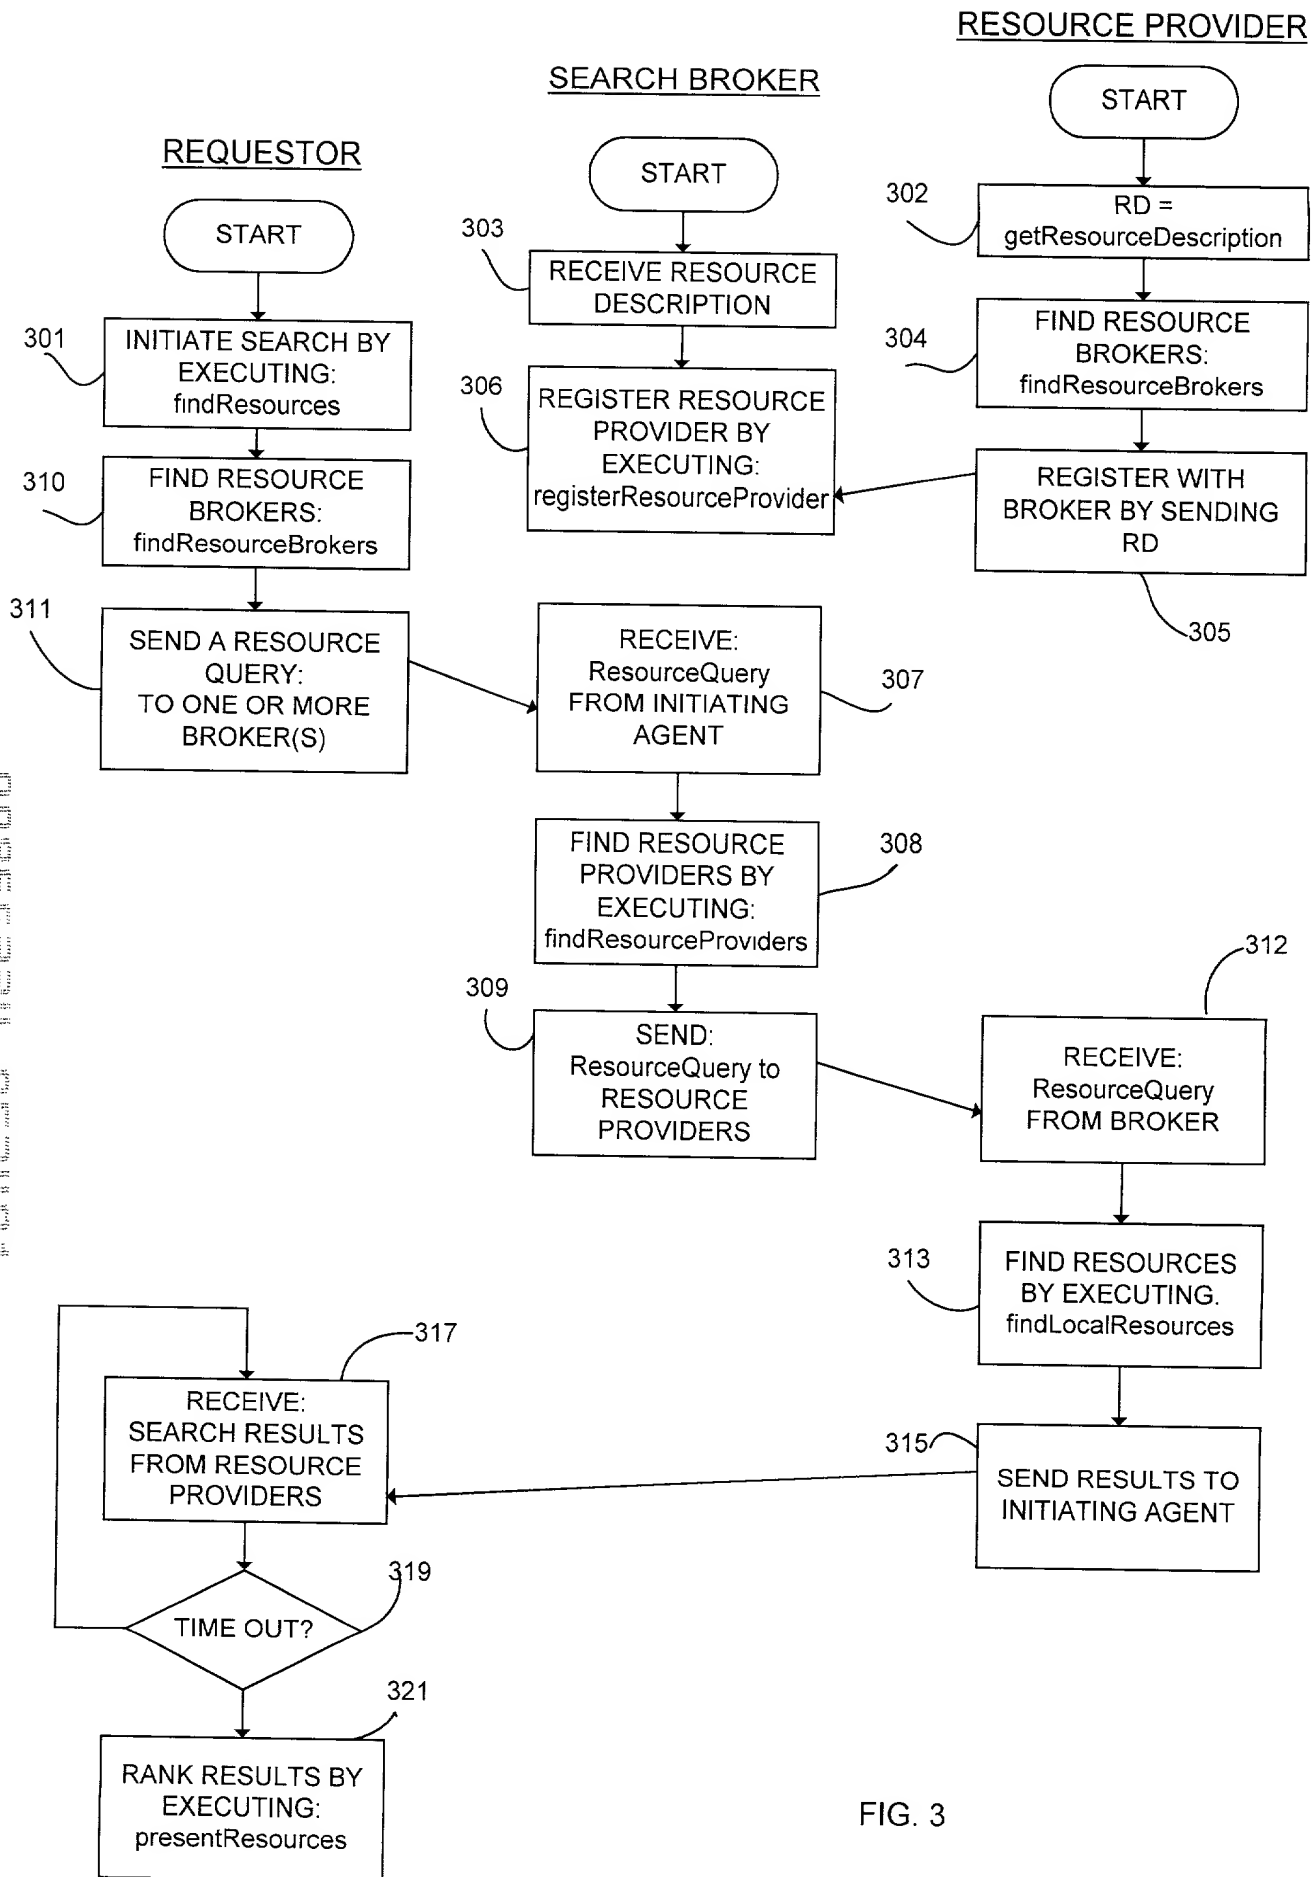 RESOURCE PROVIDER
SEARCH BROKER
REQUESTOR
START
302
RD =
getResourceDescription
304
FIND RESOURCE
BROKERS:
findResourceBrokers
REGISTER WITH
BROKER BY SENDING
RD
305
START
303
RECEIVE RESOURCE
DESCRIPTION
306
REGISTER RESOURCE
PROVIDER BY
EXECUTING:
registerResourceProvider
START
301
INITIATE SEARCH BY
EXECUTING:
findResources
310
FIND RESOURCE
BROKERS:
findResourceBrokers
311
SEND A RESOURCE
QUERY:
TO ONE OR MORE
BROKER(S)
RECEIVE:
ResourceQuery
FROM INITIATING
AGENT
307
FIND RESOURCE
PROVIDERS BY
EXECUTING:
findResourceProviders
308
309
SEND:
ResourceQuery to
RESOURCE
PROVIDERS
312
RECEIVE:
ResourceQuery
FROM BROKER
313
FIND RESOURCES
BY EXECUTING.
findLocalResources
315
SEND RESULTS TO
INITIATING AGENT
317
RECEIVE:
SEARCH RESULTS
FROM RESOURCE
PROVIDERS
319
TIME OUT?
321
RANK RESULTS BY
EXECUTING:
presentResources
FIG. 3